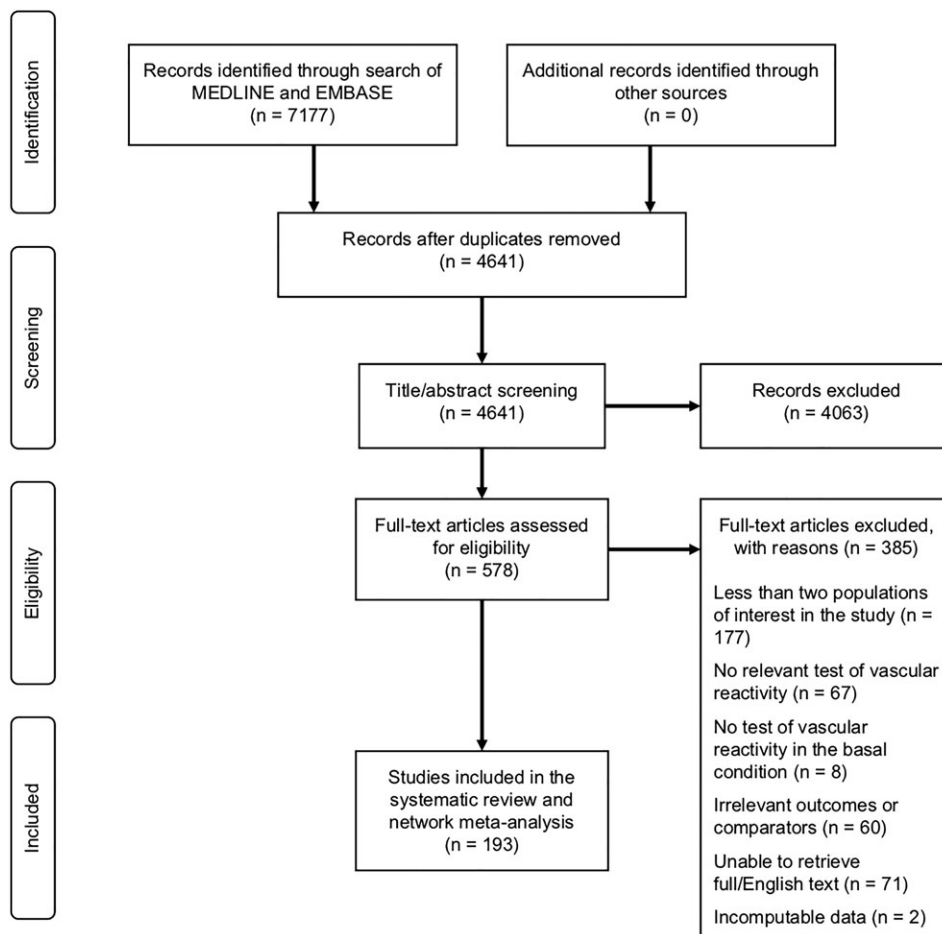 Identification
Records identified through search of
MEDLINE and EMBASE
(n = 7177)
Additional records identified through
other sources
(n = 0)
Records after duplicates removed
(n = 4641)
Screening
Title/abstract screening
(n = 4641)
Records excluded
(n = 4063)
Eligibility
Full-text articles assessed
for eligibility
(n = 578)
Full-text articles excluded,
with reasons (n = 385)
Less than two populations
of interest in the study (n =
177)
No relevant test of vascular
reactivity (n = 67)
No test of vascular
reactivity in the basal
condition (n = 8)
Irrelevant outcomes or
comparators (n = 60)
Unable to retrieve
full/English text (n = 71)
Incomputable data (n = 2)
Included
Studies included in the
systematic review and
network meta-analysis
(n = 193)